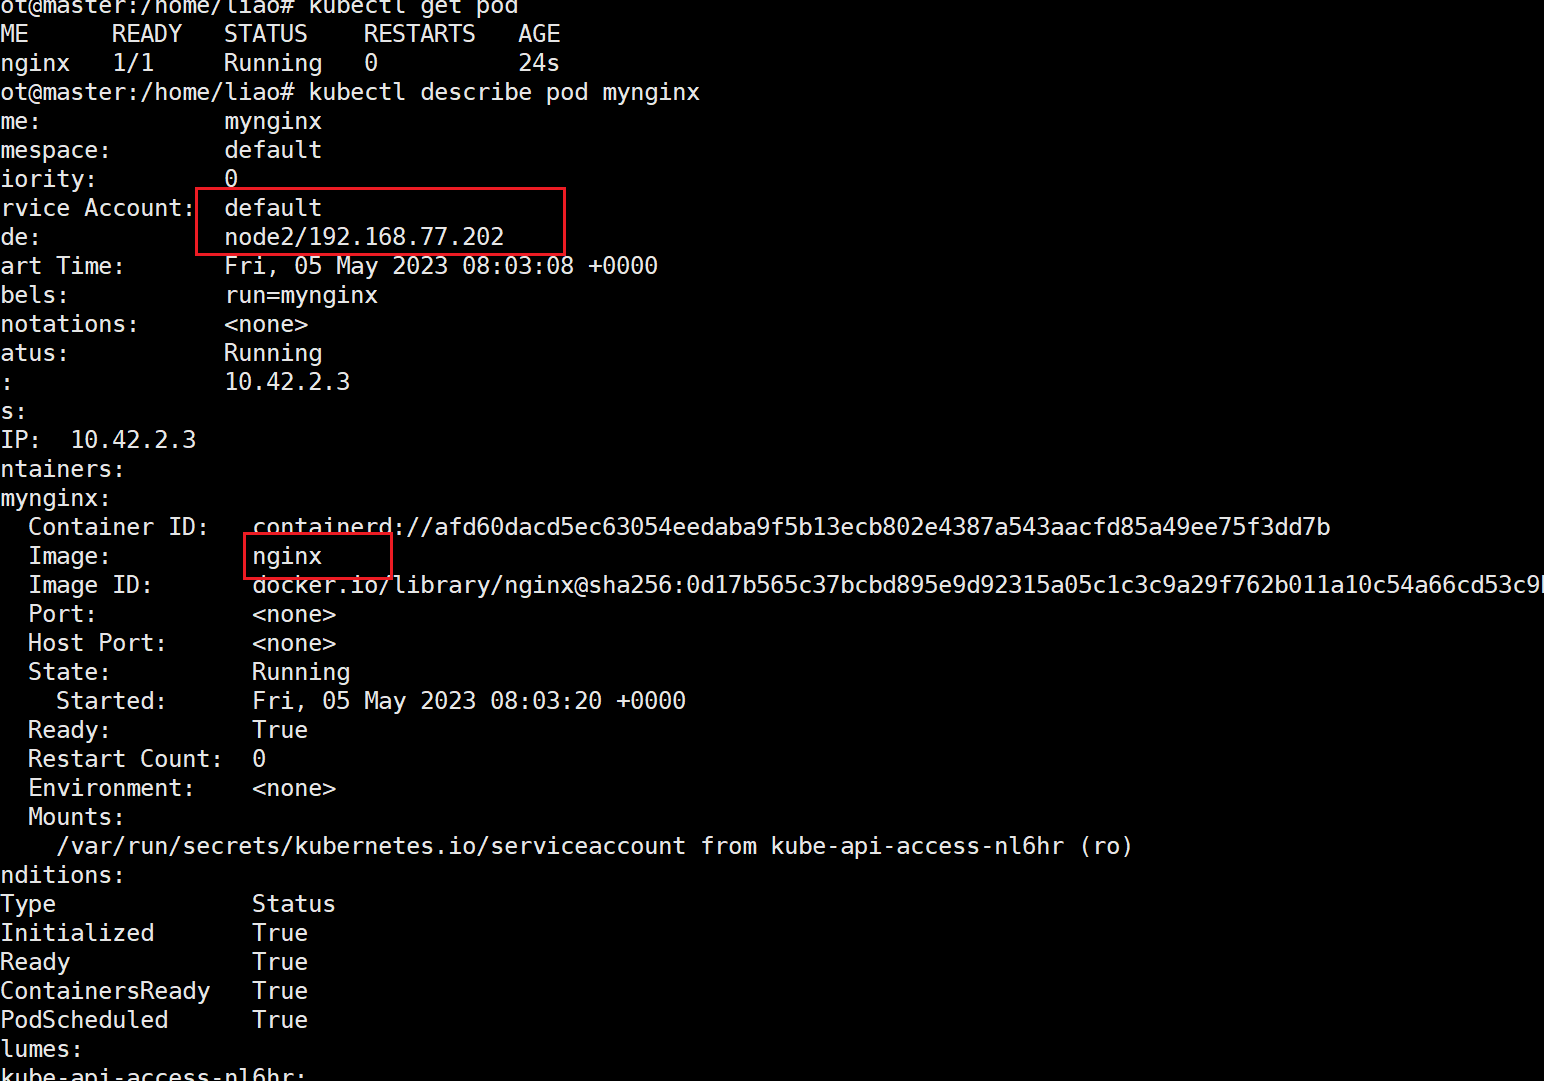 ot@master:/home/liao# kubectl get pod
ME      READY   STATUS    RESTARTS   AGE
nginx   1/1     Running   0          24s
ot@master:/home/liao# kubectl describe pod mynginx
me:             mynginx
mespace:        default
iority:         0
rvice Account:  default
de:             node2/192.168.77.202
art Time:       Fri, 05 May 2023 08:03:08 +0000
bels:           run=mynginx
notations:      <none>
atus:           Running
:               10.42.2.3
s:
IP:  10.42.2.3
ntainers:
mynginx:
  Container ID:   containerd://afd60dacd5ec63054eedaba9f5b13ecb802e4387a543aacfd85a49ee75f3dd7b
  Image:          nginx
  Image ID:       docker.io/library/nginx@sha256:0d17b565c37bcbd895e9d92315a05c1c3c9a29f762b011a10c54a66cd53c9b
  Port:           <none>
  Host Port:      <none>
  State:          Running
    Started:      Fri, 05 May 2023 08:03:20 +0000
  Ready:          True
  Restart Count:  0
  Environment:    <none>
  Mounts:
    /var/run/secrets/kubernetes.io/serviceaccount from kube-api-access-nl6hr (ro)
nditions:
Type              Status
Initialized       True
Ready             True
ContainersReady   True
PodScheduled      True
lumes:
kube-api-access-nl6hr: